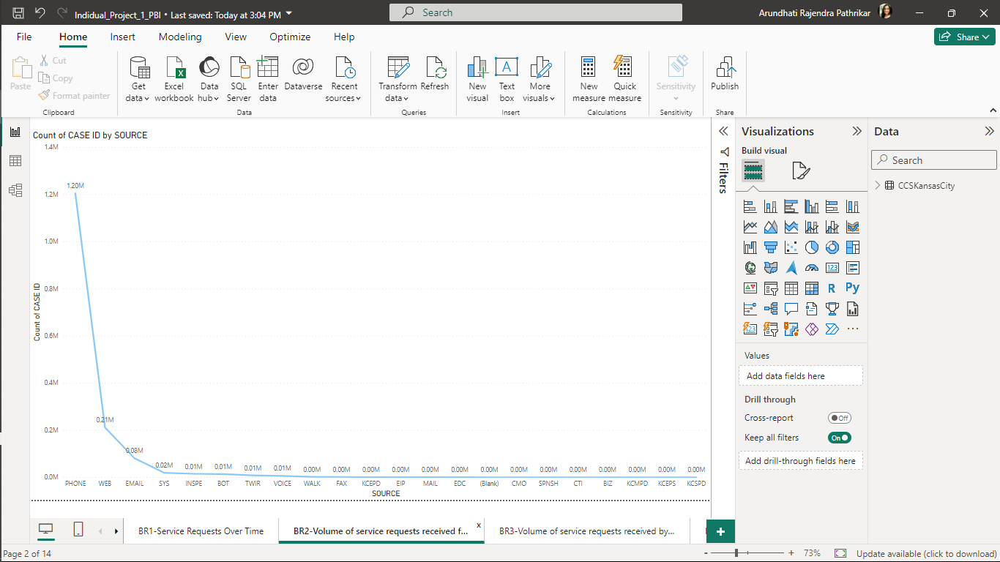 Indidual_Project_1_PBI • Last saved: Today at 3:04 PM
Search
Arundhati Rajendra Pathrikar
File Home Insert Modeling View Optimize Help
Share
Paste
Cut
Copy
Format painter
Clipboard
Get data
Excel workbook
Data hub
SQL Server
Enter data
Dataverse
Recent sources
Data
Transform data
Refresh
Queries
New visual
Text box
More visuals
Insert
New measure
Quick measure
Calculations
Sensitivity
Sensitivity
Publish
Share
Count of CASE ID by SOURCE
1.4M
1.2M
1.0M
0.8M
0.6M
0.4M
0.2M
0.0M
Count of CASE ID
1.20M 0.21M 0.08M 0.02M 0.01M 0.01M 0.01M 0.01M 0.00M 0.00M 0.00M 0.00M 0.00M 0.00M 0.00M 0.00M 0.00M 0.00M 0.00M 0.00M 0.00M 0.00M
PHONE WEB EMAIL SYS INSPE BOT TWIR VOICE WALK FAX KCEPD EIP MAIL EDC (Blank) CMO SPNSH CTI BIZ KCMPD KCEPS KCSPD
SOURCE
Filters
Visualizations
Build visual
123
R
Py
123
Values
Add data fields here
Drill through
Cross-report
Off
Keep all filters
On
Add drill-through fields here
Data
Search
CCSKansasCity
BR1-Service Requests Over Time
BR2-Volume of service requests received f...
x
BR3-Volume of service requests received by...
+
Page 2 of 14
- + 73%
Update available (click to download)